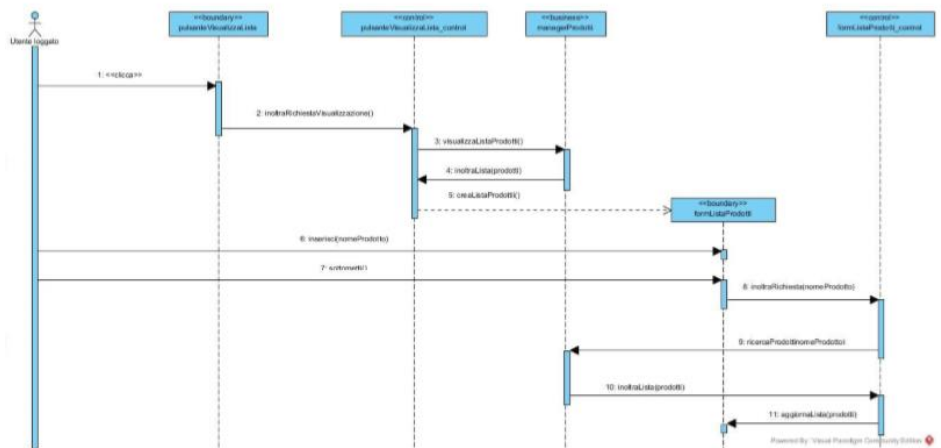 <<boundary>>
pulsanteVisualizzaLista
<<control>>
pulsanteVisualizzaLista_control
<<business>>
managerProdotti
<<control>>
formListaProdotti_control
Utente loggato
1: <<clicca>>
2: inoltraRichiestaVisualizzazione()
3: visualizzaListaProdotti()
4: inoltraLista(prodotti)
5: creaListaProdotti()
<<boundary>>
formListaProdotti
6: inserisci(nomeProdotto)
7: sottometti()
8: inoltraRichiesta(nomeProdotto)
9: ricercaProdotti(nomeProdotto)
10: inoltraLista(prodotti)
11: aggiornaLista(prodotti)
Powered By: Visual Paradigm Community Edition